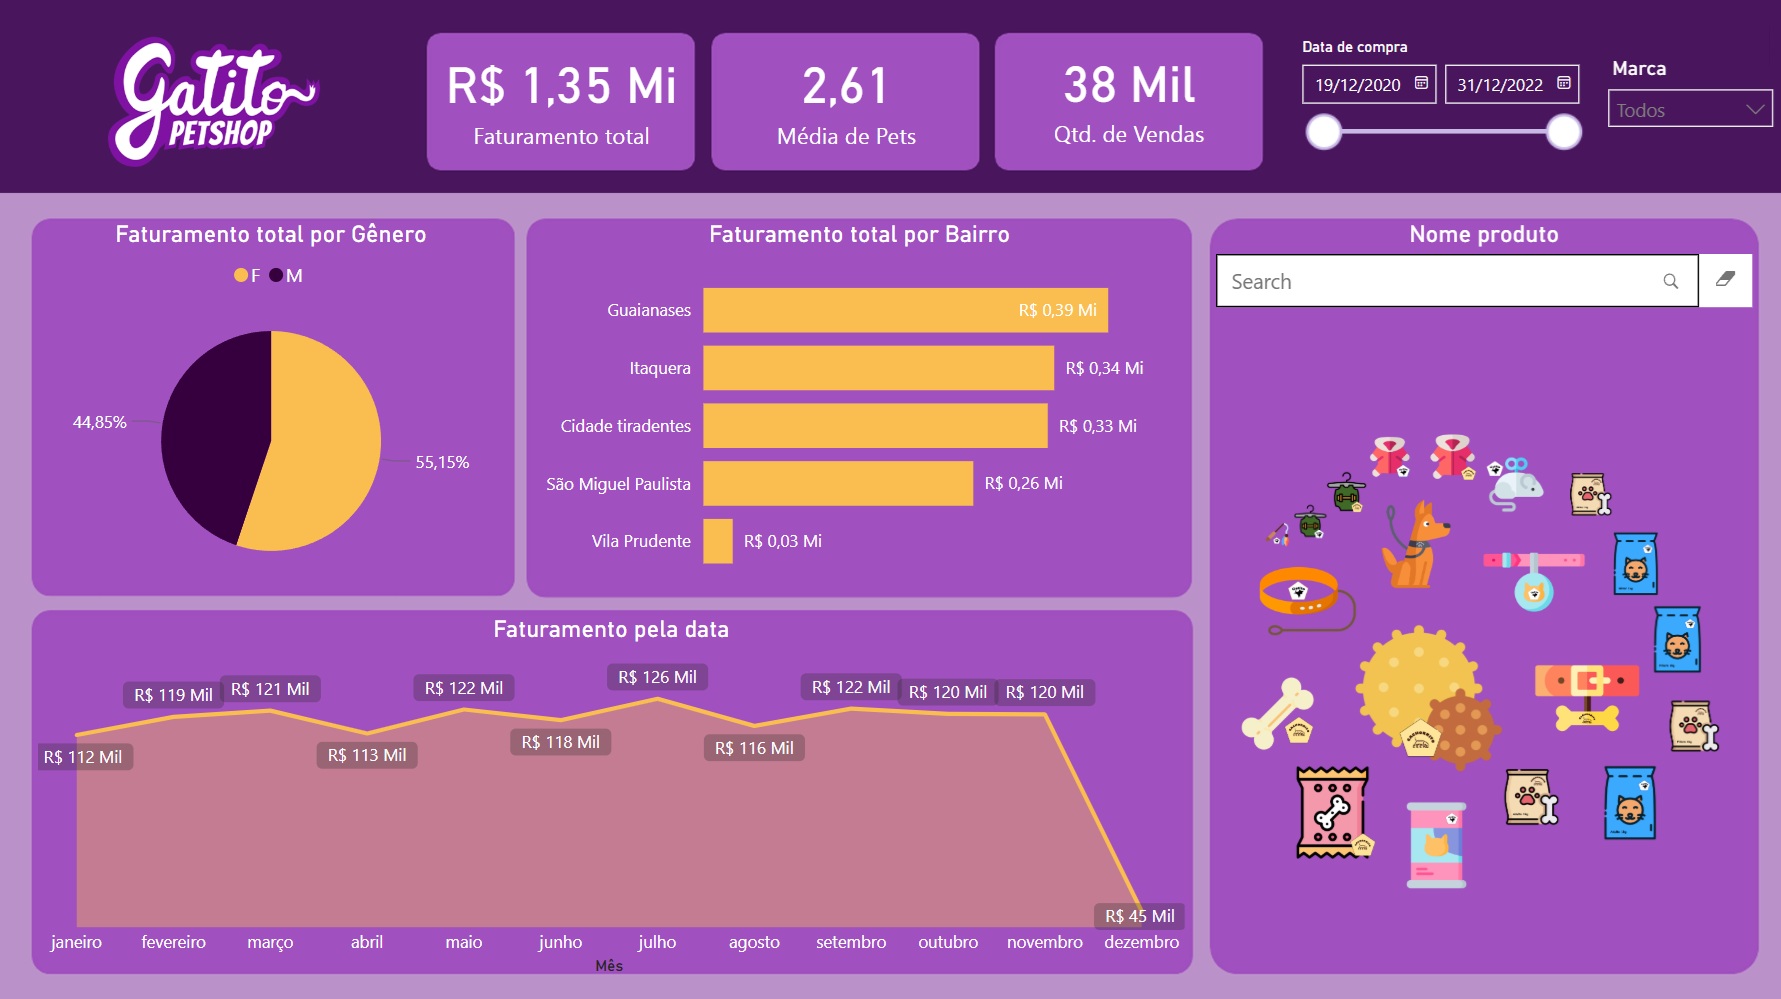 Gatito
PETSHOP
R$ 1,35 Mi
Faturamento total
2,61
Média de Pets
38 Mil
Qtd. de Vendas
Data de compra
19/12/2020
31/12/2022
Marca
Todos
Faturamento total por Gênero
F M
44,85%
55,15%
Faturamento total por Bairro
Guaianases R$ 0,39 Mi
Itaquera R$ 0,34 Mi
Cidade tiradentes R$ 0,33 Mi
São Miguel Paulista R$ 0,26 Mi
Vila Prudente R$ 0,03 Mi
Nome produto
Search
Faturamento pela data
R$ 112 Mil
R$ 119 Mil
R$ 121 Mil
R$ 113 Mil
R$ 122 Mil
R$ 118 Mil
R$ 126 Mil
R$ 116 Mil
R$ 122 Mil
R$ 120 Mil
R$ 120 Mil
R$ 45 Mil
janeiro fevereiro março abril maio junho julho agosto setembro outubro novembro dezembro
Mês